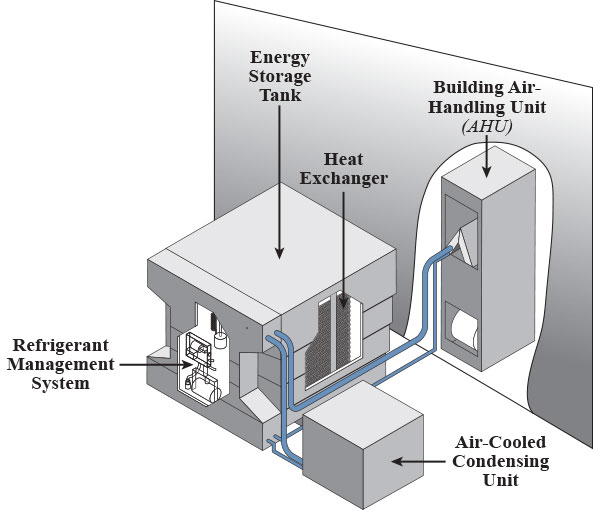 Energy
Storage
Tank
Building Air-
Handling Unit
(AHU)
Heat
Exchanger
Refrigerant
Management
System
Air-Cooled
Condensing
Unit